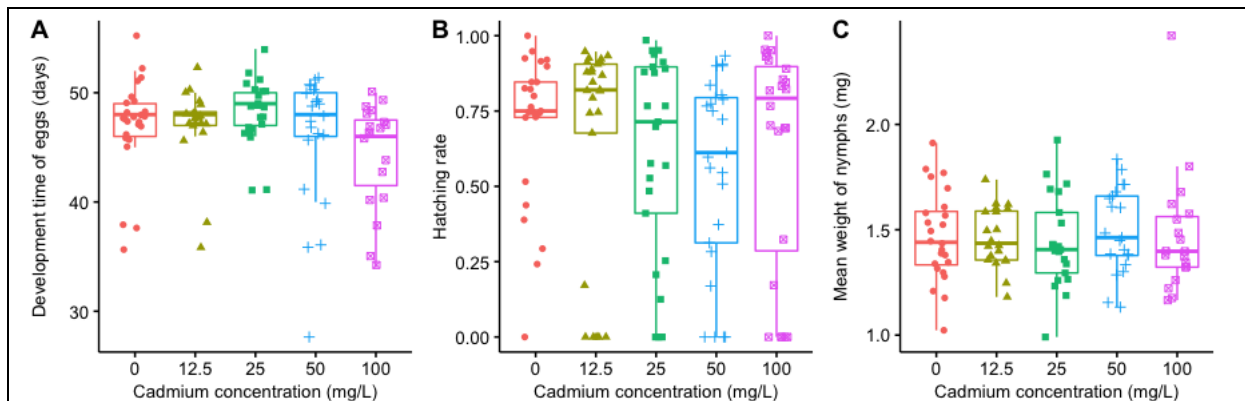 A
Development time of eggs (days)
50
40
30
0 12.5 25 50 100
Cadmium concentration (mg/L)
B
Hatching rate
1.00
0.75
0.50
0.25
0.00
0 12.5 25 50 100
Cadmium concentration (mg/L)
C
Mean weight of nymphs (mg)
2.0
1.5
1.0
0 12.5 25 50 100
Cadmium concentration (mg/L)